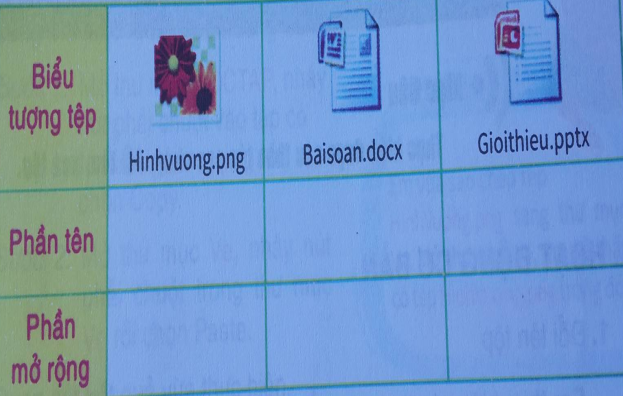 Biểu
tượng tệp
Hinhvuong.png
Baisoan.docx
Gioithieu.pptx
Phần tên
Phần
mở rộng